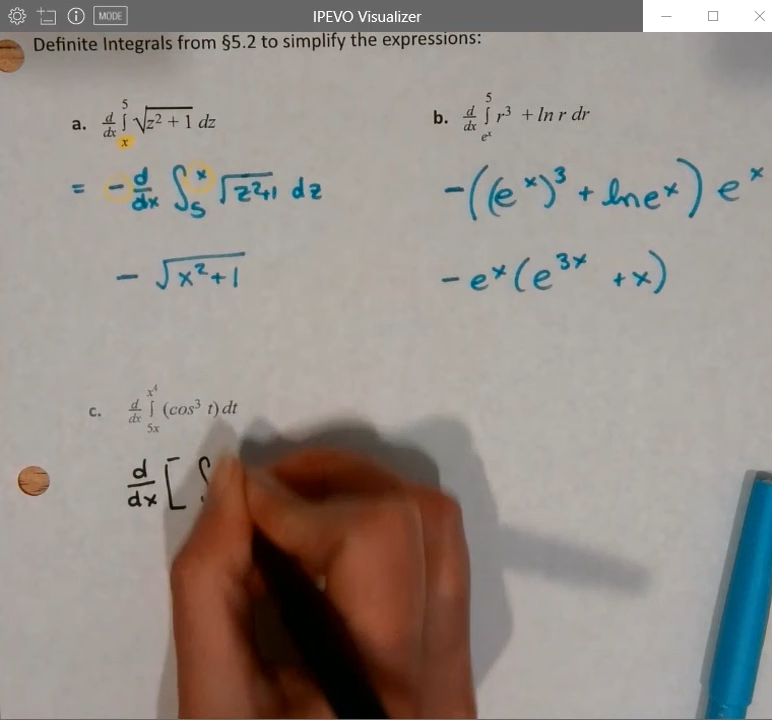 MODE
IPEVO Visualizer
Definite Integrals from §5.2 to simplify the expressions:
a. d/dx ∫_x^5 √(z² + 1) dz
= - d/dx ∫_5^x √(z²+1) dz
- √(x²+1)
b. d/dx ∫_{e^x}^5 r³ + ln r dr
-((e^x)³ + ln e^x) e^x
-e^x(e^{3x} + x)
c. d/dx ∫_{5x}^{x⁴} (cos³ t) dt
d/dx [ ∫